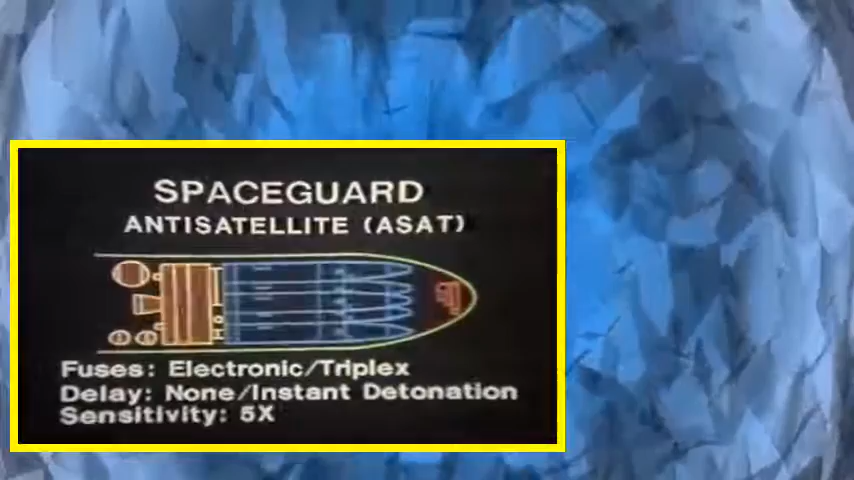 SPACEGUARD
ANTISATELLITE (ASAT)
Fuses: Electronic/Triplex
Delay: None/Instant Detonation
Sensitivity: 5X